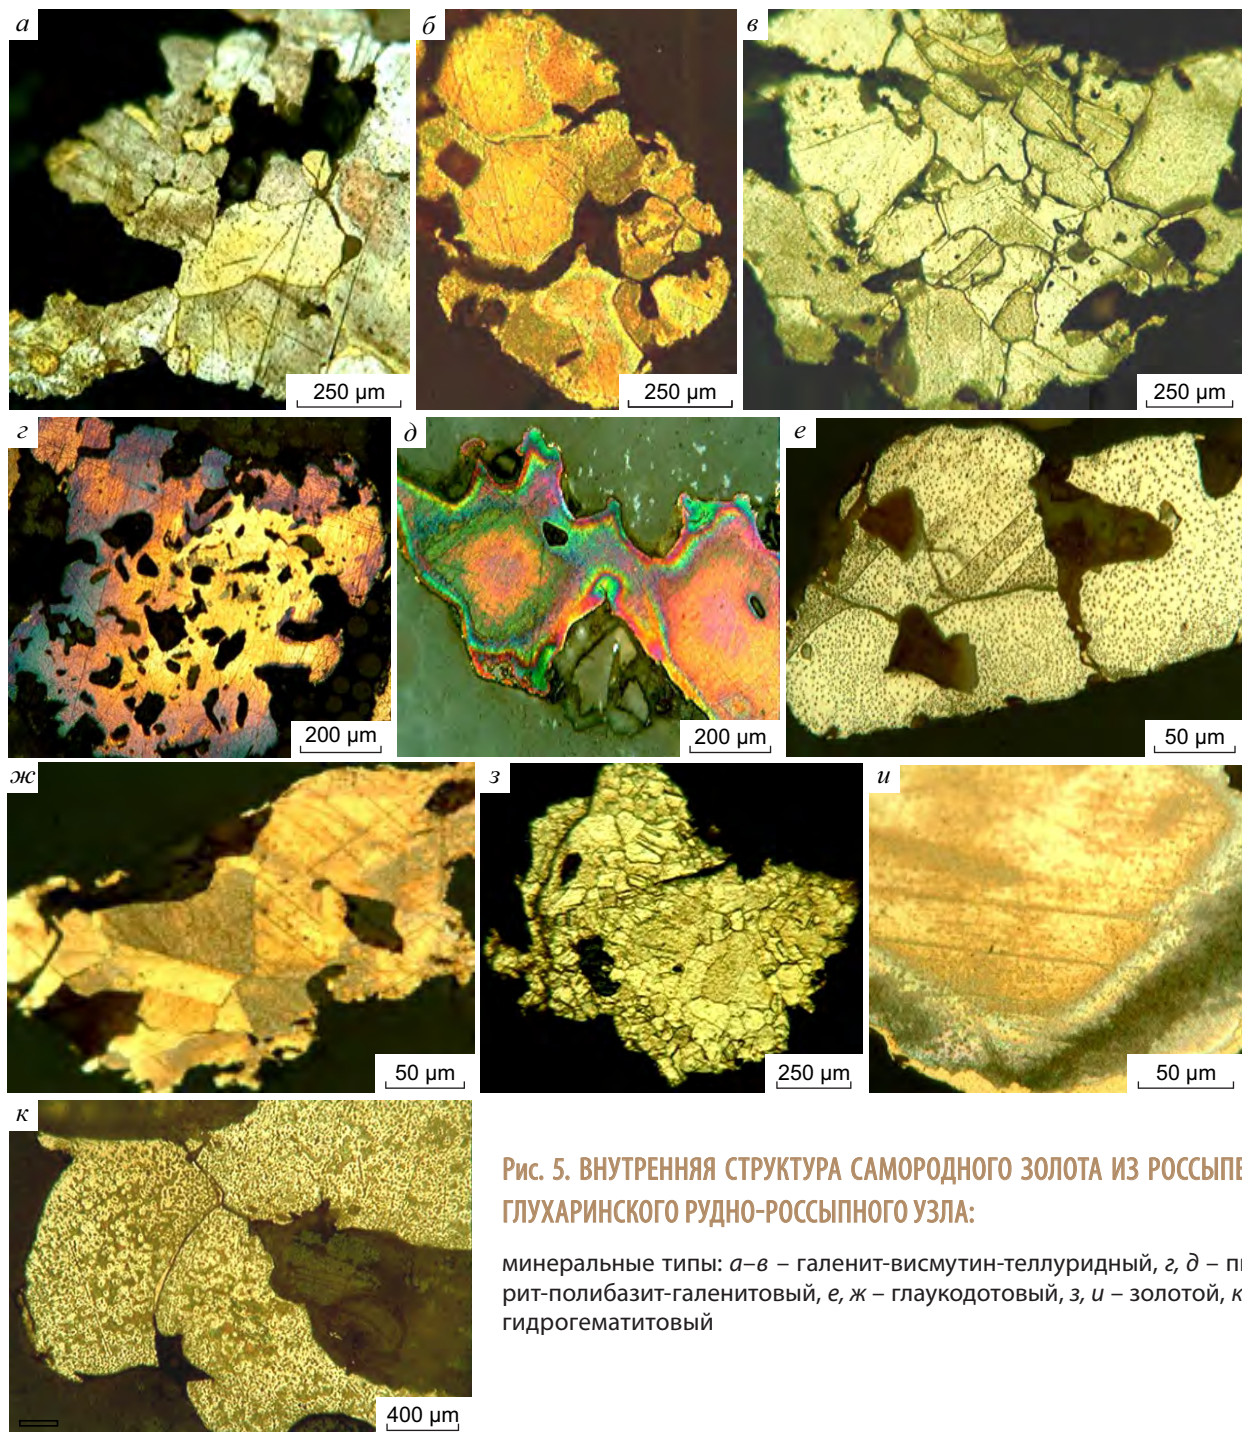 а
б
в
250 µm
250 µm
250 µm
г
д
е
200 µm
200 µm
50 µm
ж
з
и
50 µm
250 µm
50 µm
к
400 µm
Рис. 5. ВНУТРЕННЯЯ СТРУКТУРА САМОРОДНОГО ЗОЛОТА ИЗ
ГЛУХАРИНСКОГО РУДНО-РОССЫПНОГО УЗЛА:
минеральные типы: а–в – галенит-висмутин-теллуридный, г, д –
рит-полибазит-галенитовый, е, ж – глаукодотовый, з, и – золотой, к
гидрогематитовый